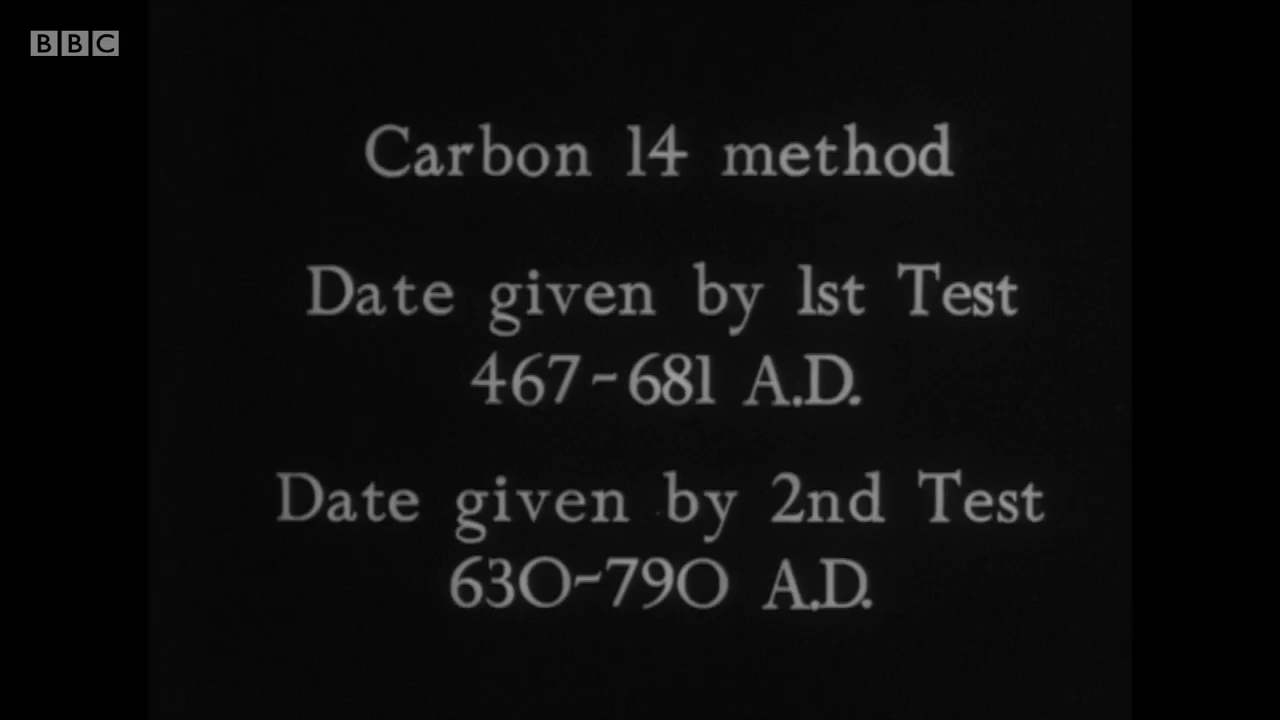 BBC
Carbon 14 method
Date given by 1st Test
467-681 A.D.
Date given by 2nd Test
630-790 A.D.